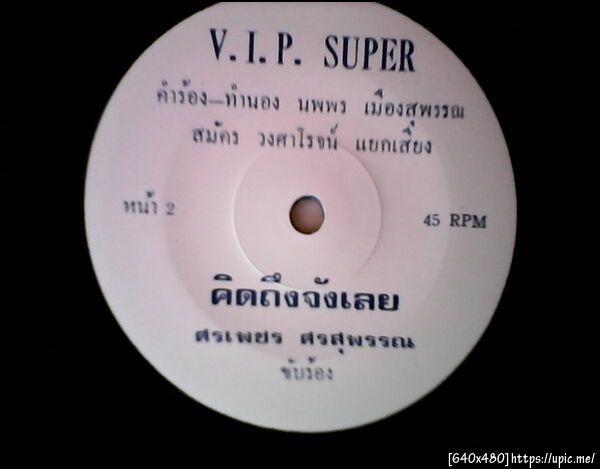 V.I.P. SUPER
คำร้อง-ทำนอง นพพร เมืองสุพรรณ
สมัคร วงศาโรจน์ แยกเสียง
หน้า 2
45 RPM
คิดถึงจังเลย
ศรเพชร ศรสุพรรณ
ขับร้อง
[640x480]https://upic.me/